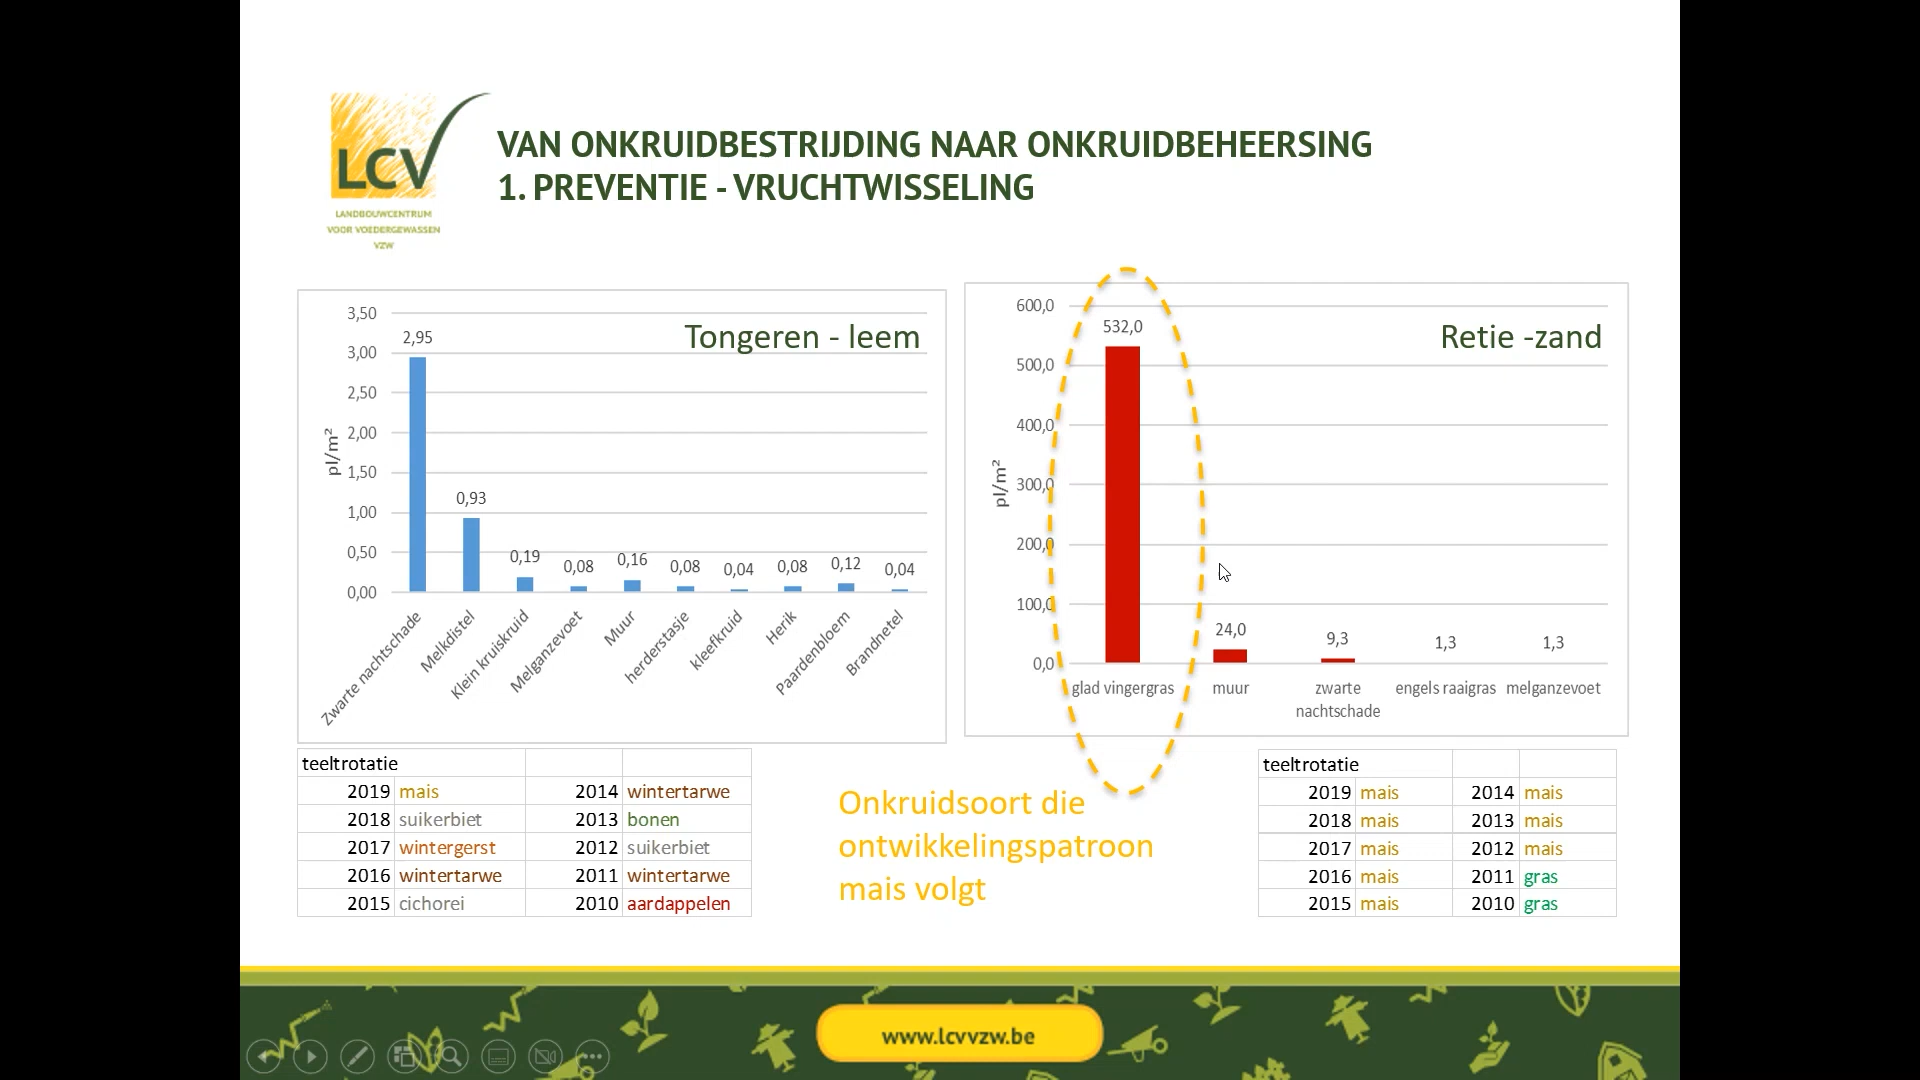 LCV
LANDBOUWCENTRUM
VOOR VOEDERGEWASSEN
VZW
VAN ONKRUIDBESTRIJDING NAAR ONKRUIDBEHEERSING
1. PREVENTIE - VRUCHTWISSELING
Tongeren - leem
pl/m²
3,50
3,00
2,50
2,00
1,50
1,00
0,50
0,00
2,95
0,93
0,19
0,08
0,16
0,08
0,04
0,08
0,12
0,04
Zwarte nachtschade
Melkdistel
Klein kruiskruid
Melganzevoet
Muur
herderstasje
kleefkruid
Herik
Paardenbloem
Brandnetel
Retie -zand
pl/m²
600,0
500,0
400,0
300,0
200,0
100,0
0,0
532,0
24,0
9,3
1,3
1,3
glad vingergras
muur
zwarte
nachtschade
engels raaigras
melganzevoet
teeltrotatie
2019 mais 2014 wintertarwe
2018 suikerbiet 2013 bonen
2017 wintergerst 2012 suikerbiet
2016 wintertarwe 2011 wintertarwe
2015 cichorei 2010 aardappelen
Onkruidsoort die
ontwikkelingspatroon
mais volgt
teeltrotatie
2019 mais 2014 mais
2018 mais 2013 mais
2017 mais 2012 mais
2016 mais 2011 gras
2015 mais 2010 gras
www.lcvvzw.be